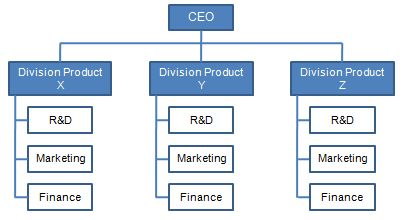 CEO
Division Product
X
Division Product
Y
Division Product
Z
R&D
R&D
R&D
Marketing
Marketing
Marketing
Finance
Finance
Finance